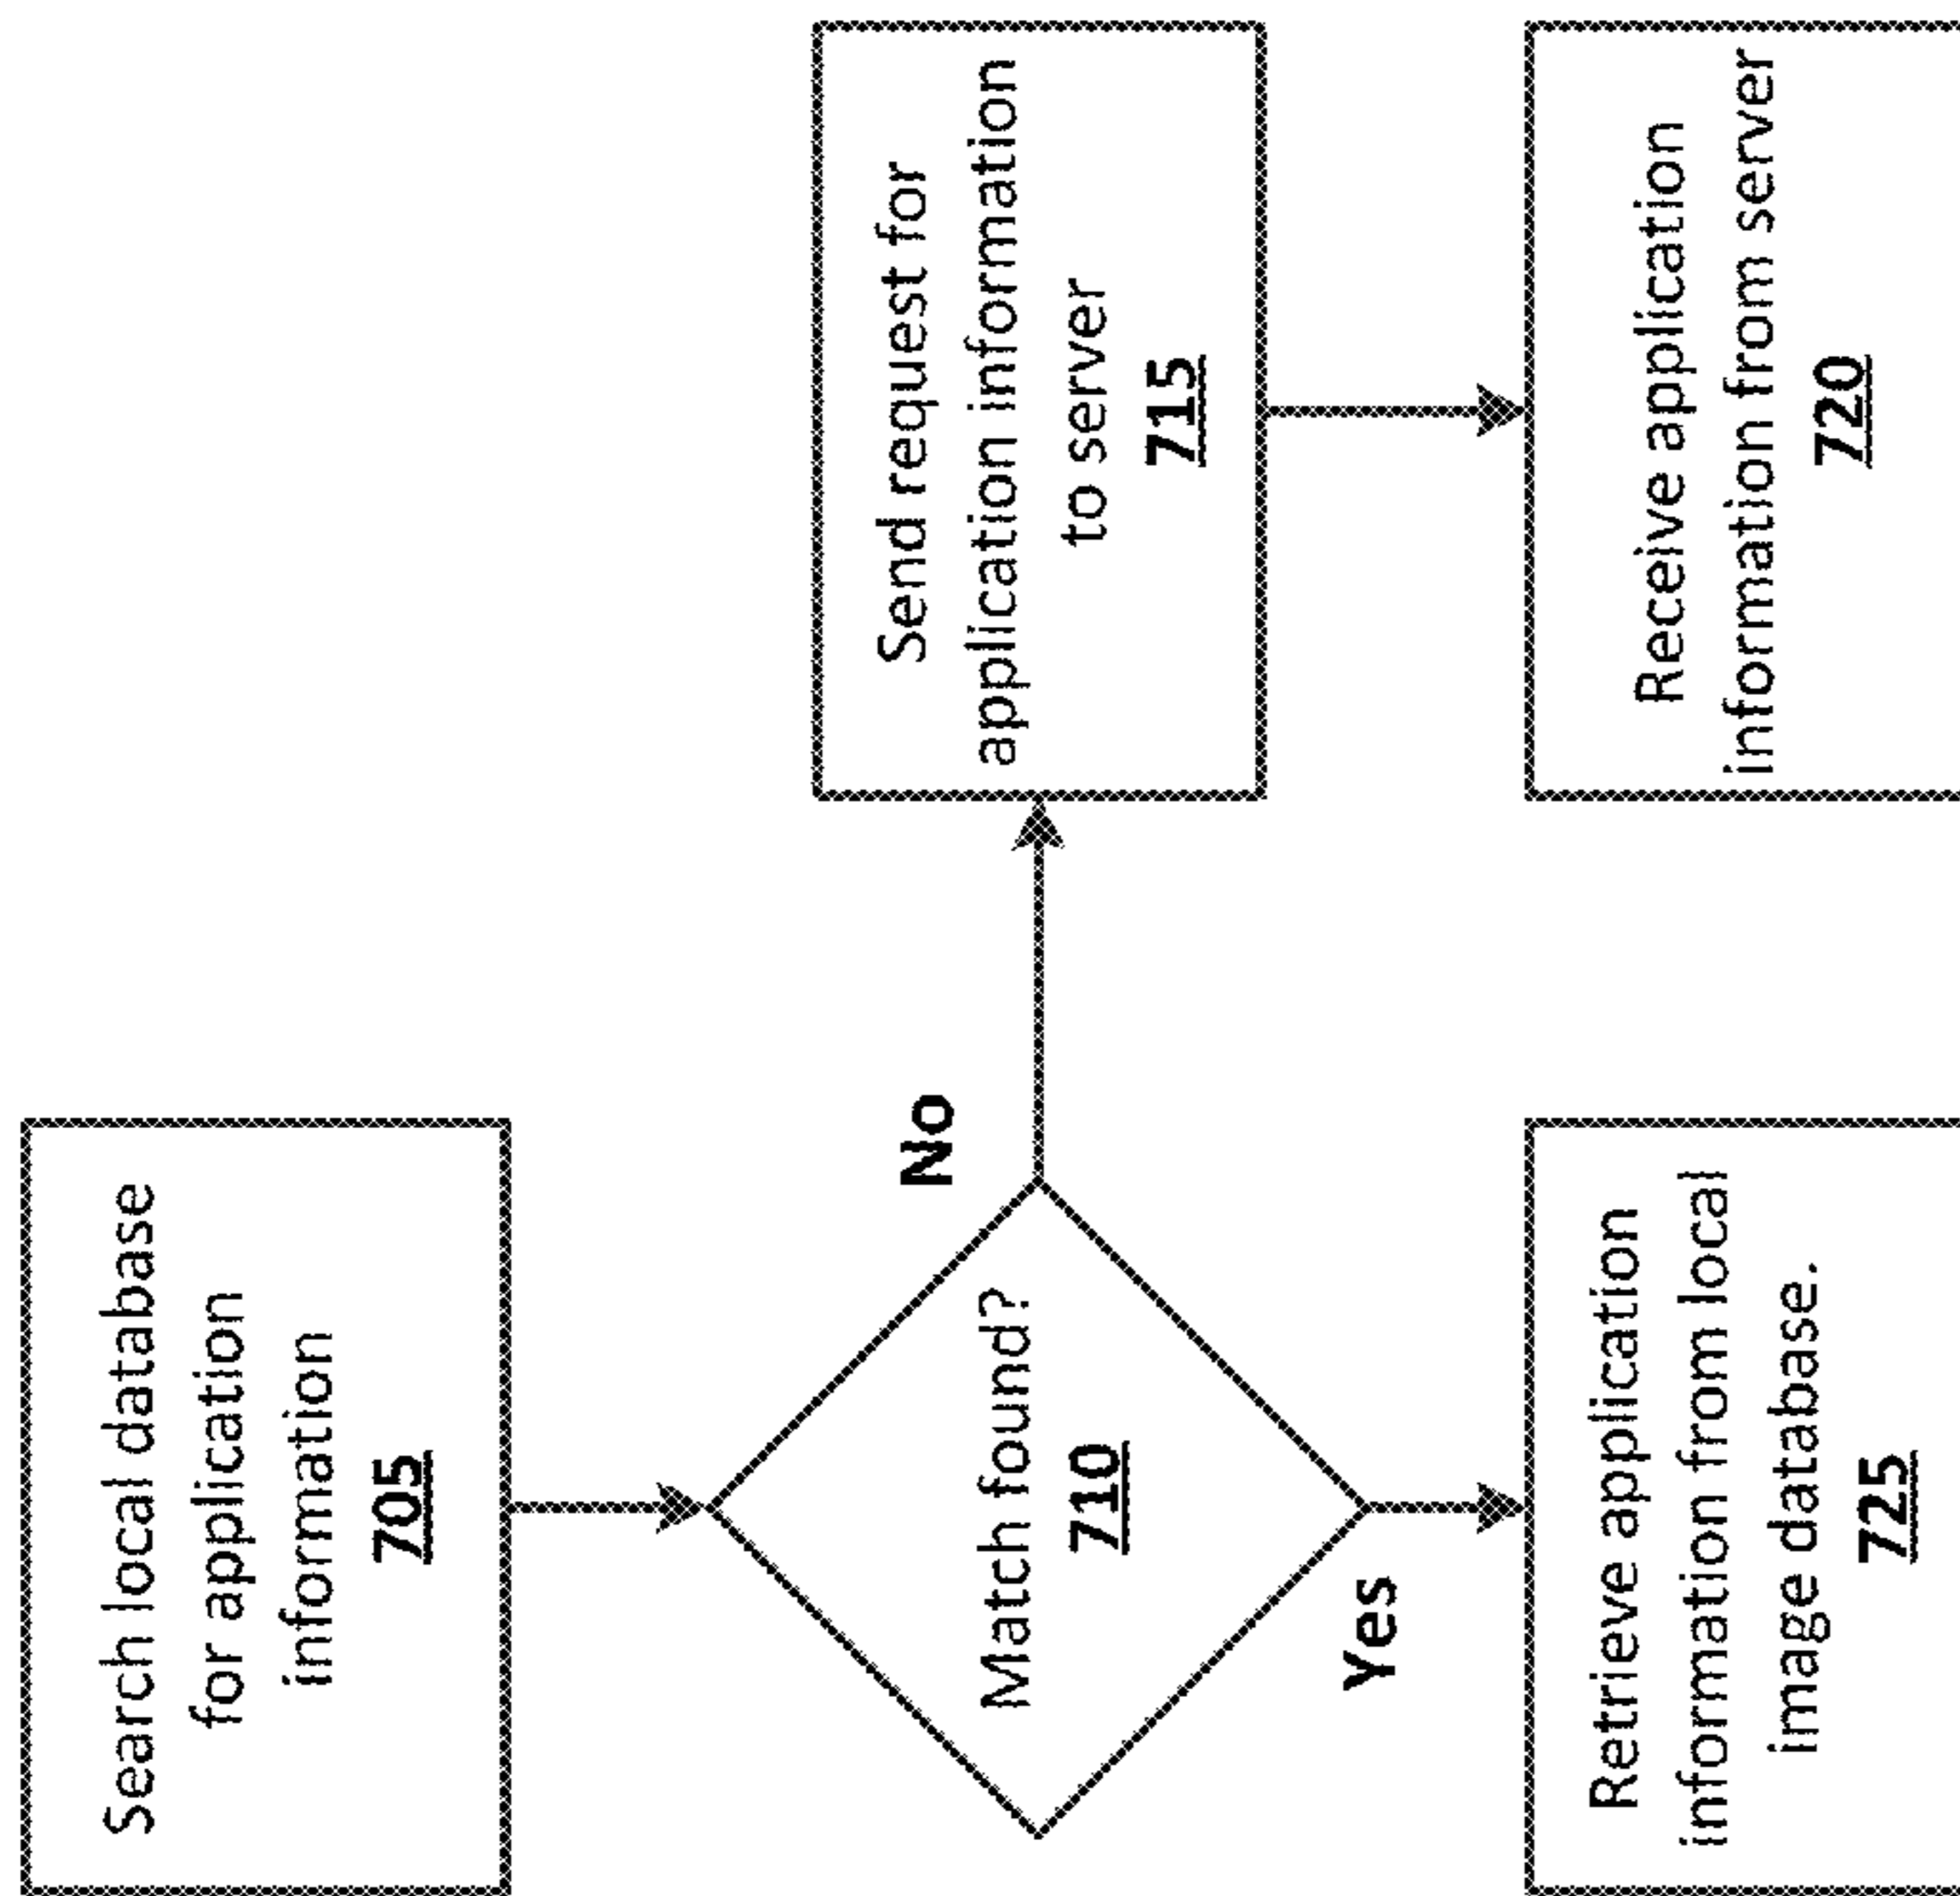 Search local database
for application
information
705
Match found?
710
No
Yes
Send request for
application information
to server
715
Receive application
information from server
720
Retrieve application
information from local
image database.
725